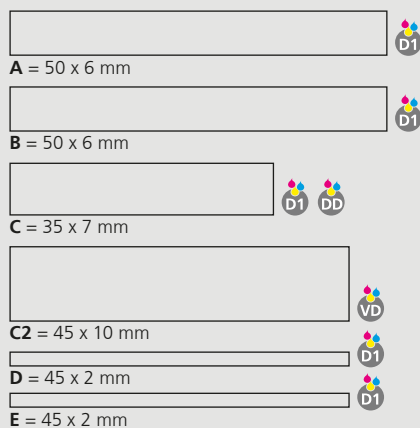 D1
A = 50 x 6 mm
D1
B = 50 x 6 mm
D1 DD
C = 35 x 7 mm
VD
C2 = 45 x 10 mm
D1
D = 45 x 2 mm
D1
E = 45 x 2 mm